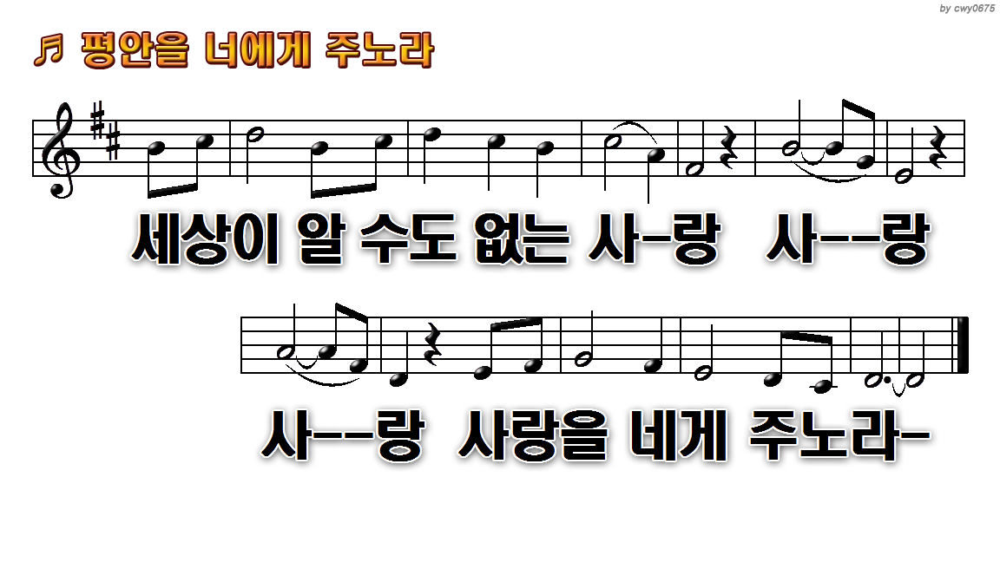 by cwy0675
♬ 평안을 너에게 주노라
세상이 알 수도 없는 사-랑 사--랑
사--랑 사랑을 네게 주노라-